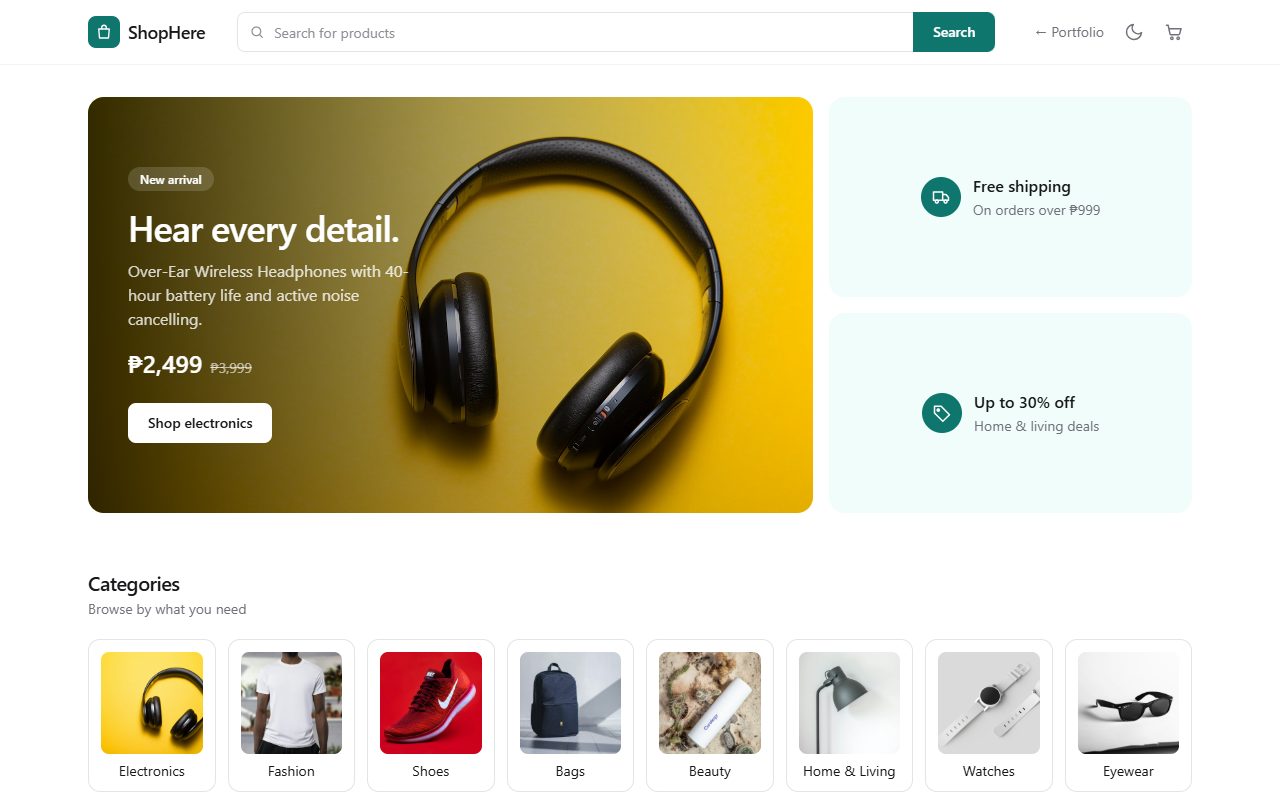 ShopHere
Search for products
Search
← Portfolio
New arrival
Hear every detail.
Over-Ear Wireless Headphones with 40-
hour battery life and active noise
cancelling.
₱2,499 ₱3,999
Shop electronics
Free shipping
On orders over ₱999
Up to 30% off
Home & living deals
Categories
Browse by what you need
Electronics
Fashion
Shoes
Bags
Beauty
Home & Living
Watches
Eyewear